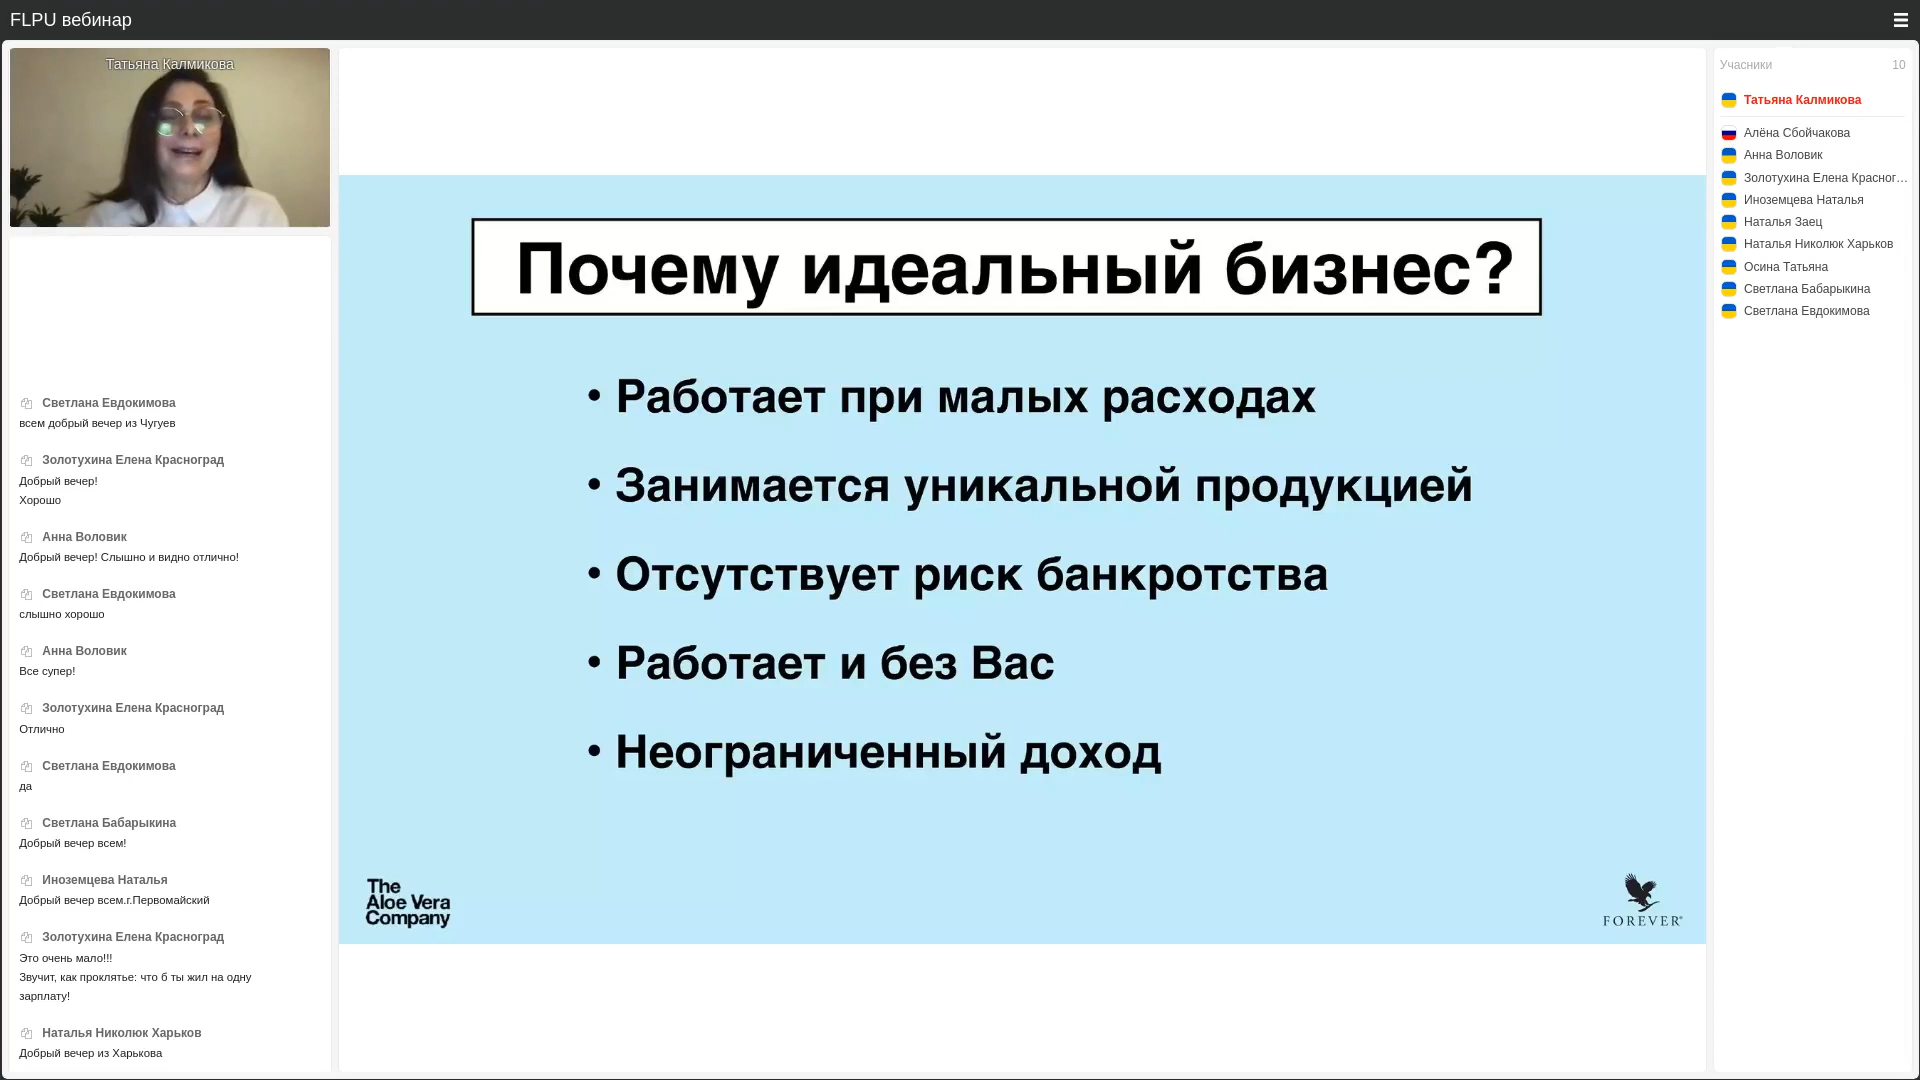 FLPU вебинар
Татьяна Калмикова
Светлана Евдокимова
всем добрый вечер из Чугуев
Золотухина Елена Красноград
Добрый вечер!
Хорошо
Анна Воловик
Добрый вечер! Слышно и видно отлично!
Светлана Евдокимова
слышно хорошо
Анна Воловик
Все супер!
Золотухина Елена Красноград
Отлично
Светлана Евдокимова
да
Светлана Бабарыкина
Добрый вечер всем!
Иноземцева Наталья
Добрый вечер всем.г.Первомайский
Золотухина Елена Красноград
Это очень мало!!!
Звучит, как проклятье: что б ты жил на одну
зарплату!
Наталья Николюк Харьков
Добрый вечер из Харькова
Почему идеальный бизнес?
• Работает при малых расходах
• Занимается уникальной продукцией
• Отсутствует риск банкротства
• Работает и без Вас
• Неограниченный доход
The
Aloe Vera
Company
FOREVER®
Учасники 10
Татьяна Калмикова
Алёна Сбойчакова
Анна Воловик
Золотухина Елена Красног...
Иноземцева Наталья
Наталья Заец
Наталья Николюк Харьков
Осина Татьяна
Светлана Бабарыкина
Светлана Евдокимова